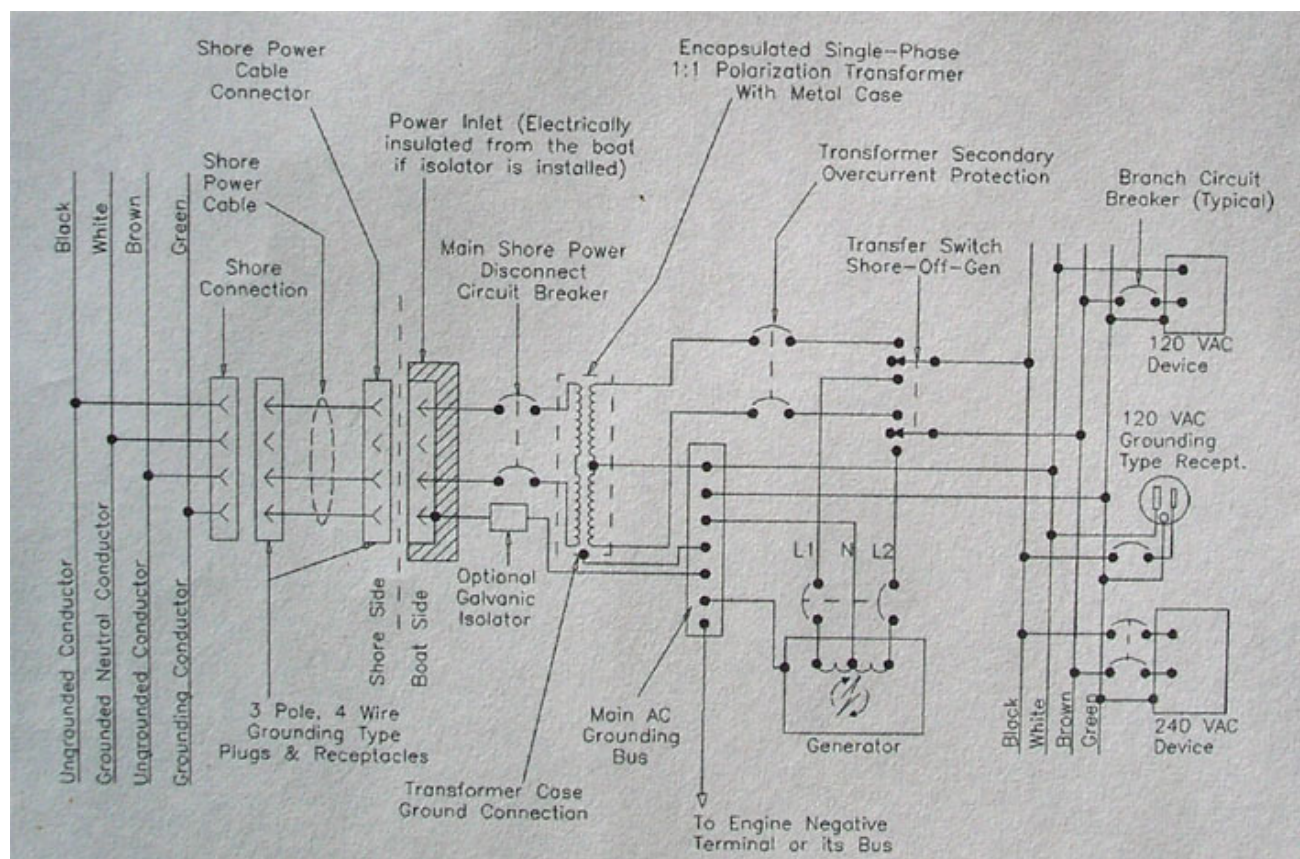 Shore Power
Cable
Connector
Encapsulated Single-Phase
1:1 Polarization Transformer
With Metal Case
Power Inlet (Electrically
insulated from the boat
if isolator is installed)
Shore
Power
Cable
Transformer Secondary
Overcurrent Protection
Branch Circuit
Breaker (Typical)
Black
White
Brown
Green
Shore
Connection
Main Shore Power
Disconnect
Circuit Breaker
Transfer Switch
Shore-Off-Gen
120 VAC
Device
120 VAC
Grounding
Type Recept.
L1
N
L2
Optional
Galvanic
Isolator
Ungrounded Conductor
Grounded Neutral Conductor
Ungrounded Conductor
Grounding Conductor
Shore Side
Boat Side
3 Pole, 4 Wire
Grounding Type
Plugs & Receptacles
Main AC
Grounding
Bus
Generator
Black
White
Brown
Green
240 VAC
Device
Transformer Case
Ground Connection
To Engine Negative
Terminal or its Bus